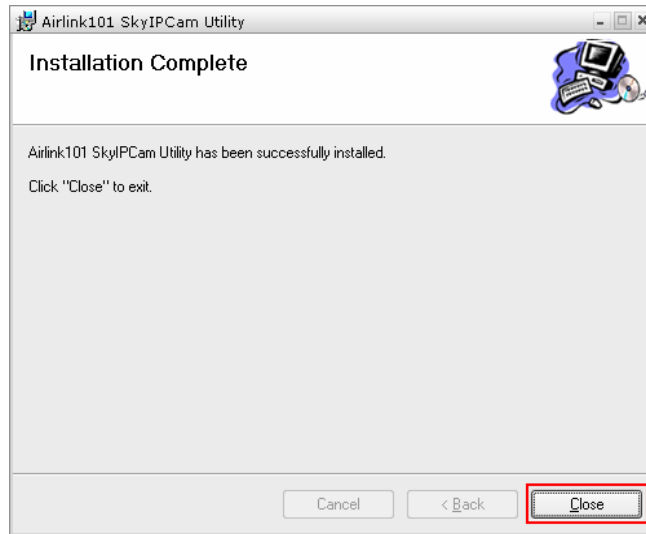 Airlink101 SkyIPCam Utility
Installation Complete
Airlink101 SkyIPCam Utility has been successfully installed.
Click "Close" to exit.
Cancel
< Back
Close